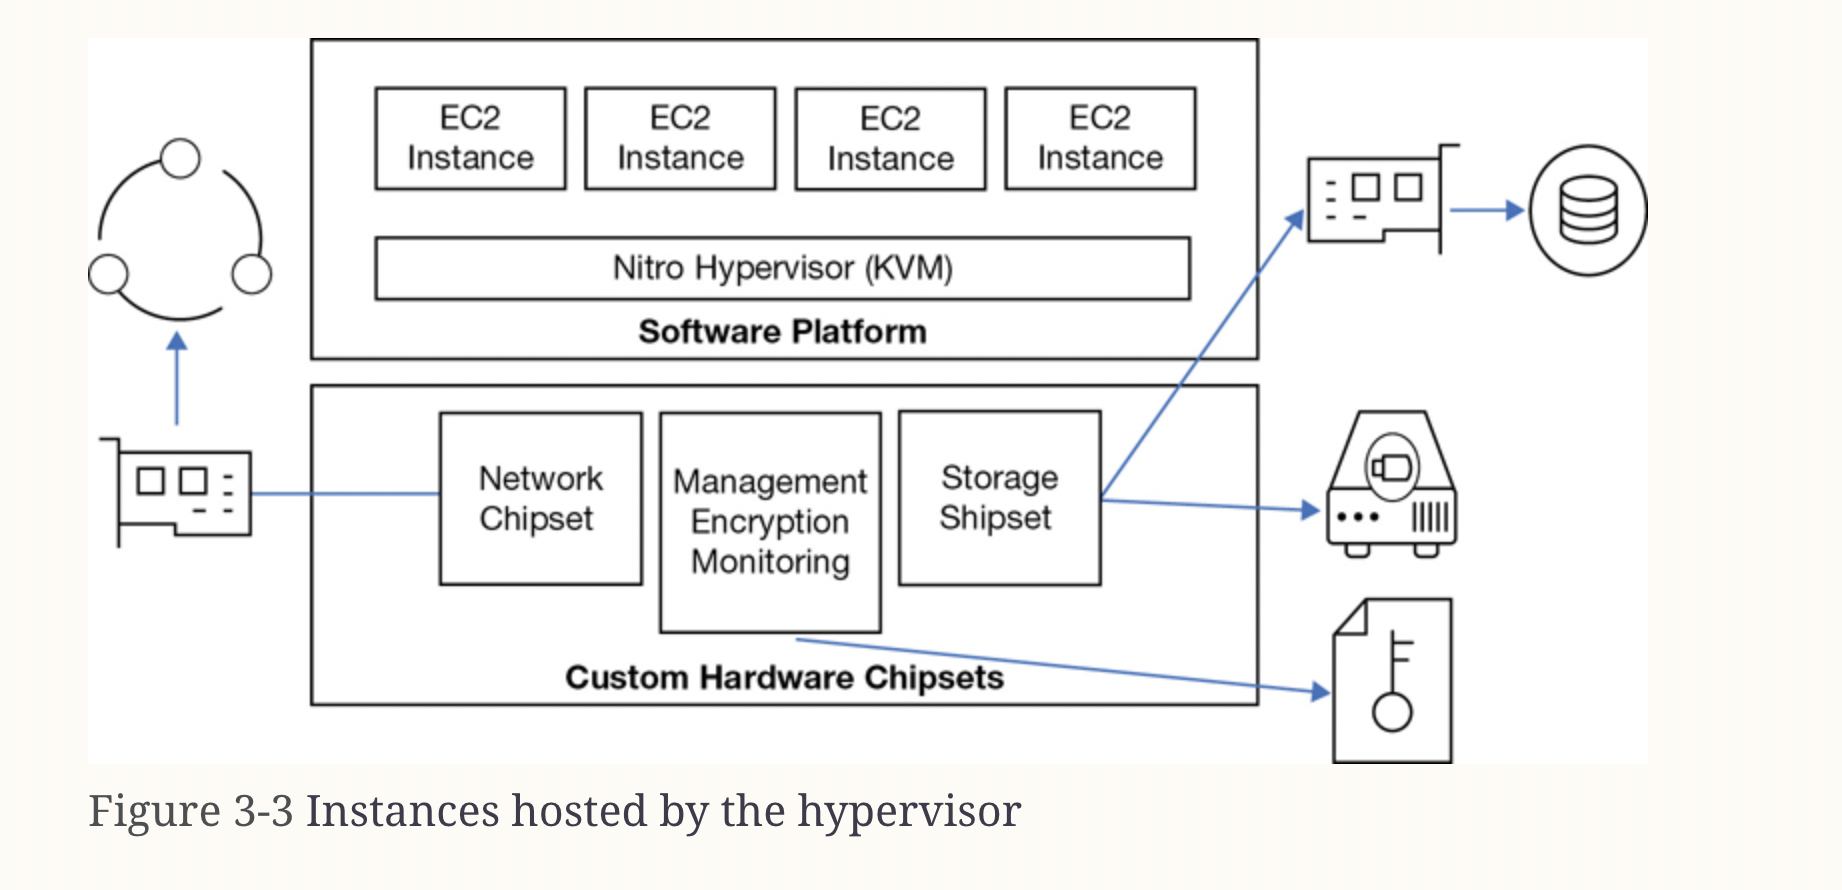 EC2
Instance
EC2
Instance
EC2
Instance
EC2
Instance
Nitro Hypervisor (KVM)
Software Platform
Network
Chipset
Management
Encryption
Monitoring
Storage
Shipset
Custom Hardware Chipsets
Figure 3-3 Instances hosted by the hypervisor